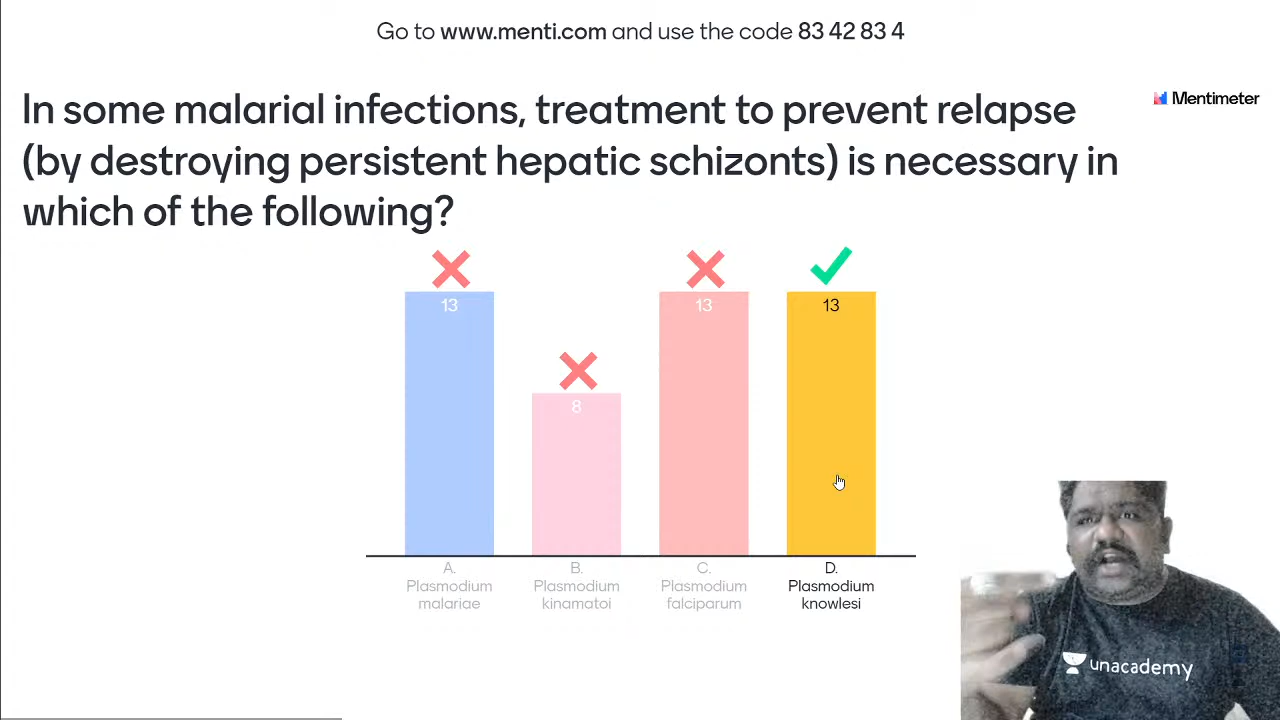 Go to www.menti.com and use the code 83 42 83 4
In some malarial infections, treatment to prevent relapse
Mentimeter
(by destroying persistent hepatic schizonts) is necessary in
which of the following?
13
8
13
13
A.
Plasmodium
malariae
B.
Plasmodium
kinamatoi
C.
Plasmodium
falciparum
D.
Plasmodium
knowlesi
unacademy